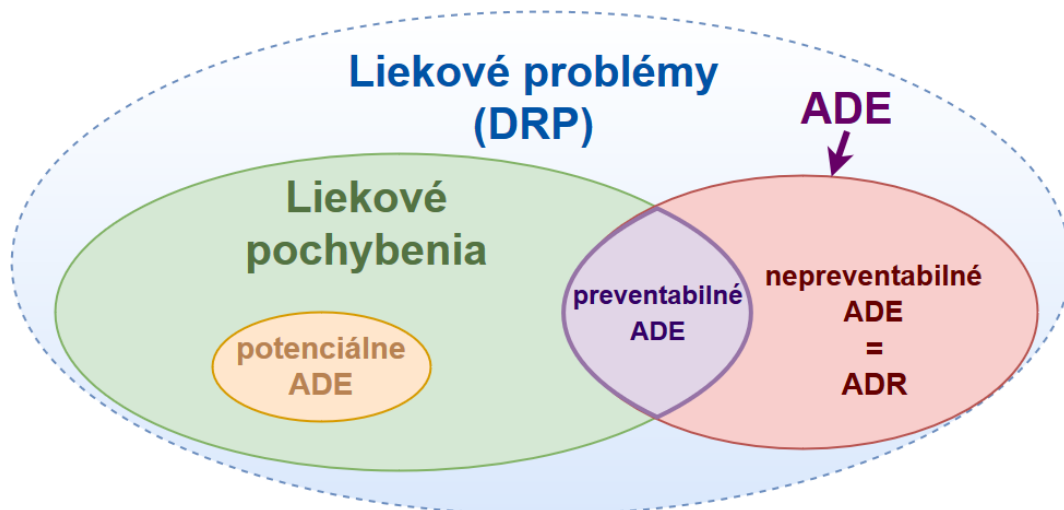 Liekové problémy
(DRP)
ADE
Liekové
pochybenia
potenciálne
ADE
preventabilné
ADE
nepreventabilné
ADE
=
ADR